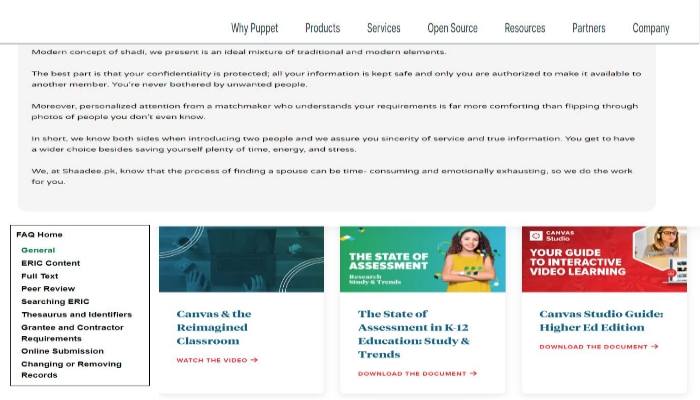 Why Puppet Products Services Open Source Resources Partners Company
Modern concept of shadi, we present is an ideal mixture of traditional and modern elements.
The best part is that your confidentiality is protected; all your information is kept safe and only you are authorized to make it available to
another member. You're never bothered by unwanted people.
Moreover, personalized attention from a matchmaker who understands your requirements is far more comforting than flipping through
photos of people you don't even know.
In short, we know both sides when introducing two people and we assure you sincerity of service and true information. You get to have
a wider choice besides saving yourself plenty of time, energy, and stress.
We, at Shaadee.pk, know that the process of finding a spouse can be time- consuming and emotionally exhausting, so we do the work
for you.
FAQ Home
General
ERIC Content
Full Text
Peer Review
Searching ERIC
Thesaurus and Identifiers
Grantee and Contractor
Requirements
Online Submission
Changing or Removing
Records
Canvas & the
Reimagined
Classroom
WATCH THE VIDEO →
THE STATE OF
ASSESSMENT
Research
Study & Trends
The State of
Assessment in K-12
Education: Study &
Trends
DOWNLOAD THE DOCUMENT →
CANVAS
Studio
YOUR GUIDE
TO INTERACTIVE
VIDEO LEARNING
Canvas Studio Guide:
Higher Ed Edition
DOWNLOAD THE DOCUMENT →